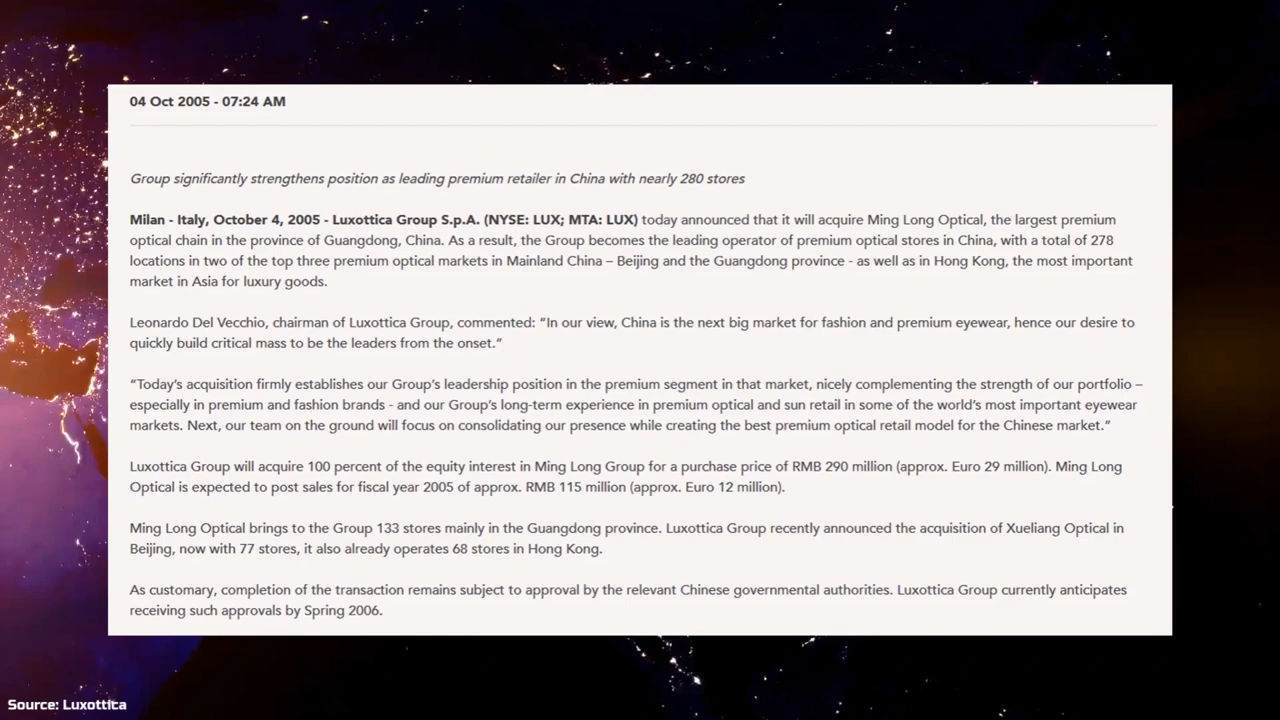 04 Oct 2005 - 07:24 AM
Group significantly strengthens position as leading premium retailer in China with nearly 280 stores
Milan - Italy, October 4, 2005 - Luxottica Group S.p.A. (NYSE: LUX; MTA: LUX) today announced that it will acquire Ming Long Optical, the largest premium
optical chain in the province of Guangdong, China. As a result, the Group becomes the leading operator of premium optical stores in China, with a total of 278
locations in two of the top three premium optical markets in Mainland China – Beijing and the Guangdong province - as well as in Hong Kong, the most important
market in Asia for luxury goods.
Leonardo Del Vecchio, chairman of Luxottica Group, commented: “In our view, China is the next big market for fashion and premium eyewear, hence our desire to
quickly build critical mass to be the leaders from the onset.”
“Today’s acquisition firmly establishes our Group’s leadership position in the premium segment in that market, nicely complementing the strength of our portfolio –
especially in premium and fashion brands - and our Group’s long-term experience in premium optical and sun retail in some of the world’s most important eyewear
markets. Next, our team on the ground will focus on consolidating our presence while creating the best premium optical retail model for the Chinese market.”
Luxottica Group will acquire 100 percent of the equity interest in Ming Long Group for a purchase price of RMB 290 million (approx. Euro 29 million). Ming Long
Optical is expected to post sales for fiscal year 2005 of approx. RMB 115 million (approx. Euro 12 million).
Ming Long Optical brings to the Group 133 stores mainly in the Guangdong province. Luxottica Group recently announced the acquisition of Xueliang Optical in
Beijing, now with 77 stores, it also already operates 68 stores in Hong Kong.
As customary, completion of the transaction remains subject to approval by the relevant Chinese governmental authorities. Luxottica Group currently anticipates
receiving such approvals by Spring 2006.
Source: Luxottica